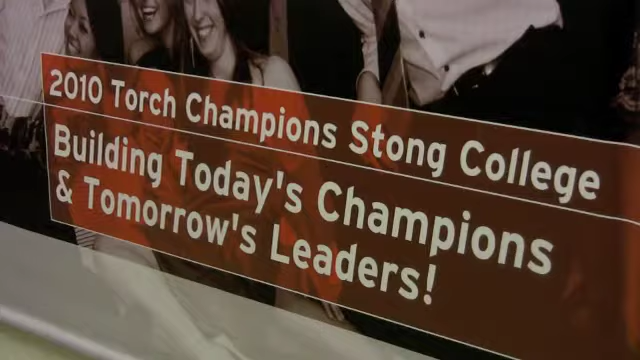 2010 Torch Champions Stong College
Building Today's Champions
& Tomorrow's Leaders!